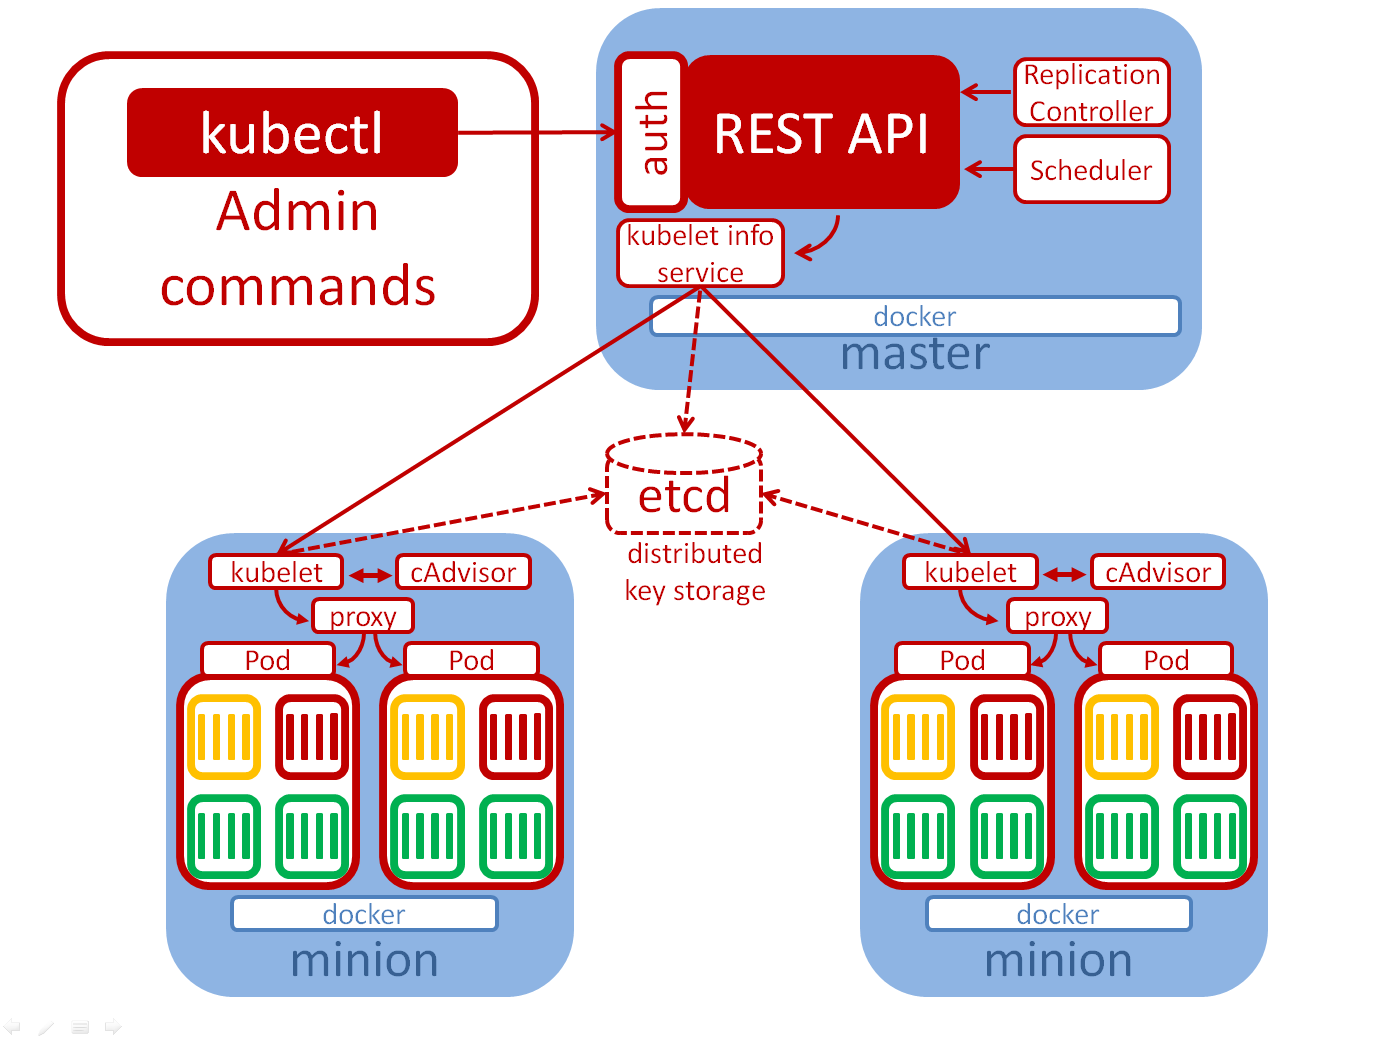 kubectl
Admin
commands
auth
REST API
Replication
Controller
Scheduler
kubelet info
service
docker
master
etcd
distributed
key storage
kubelet
cAdvisor
proxy
Pod
Pod
docker
minion
kubelet
cAdvisor
proxy
Pod
Pod
docker
minion